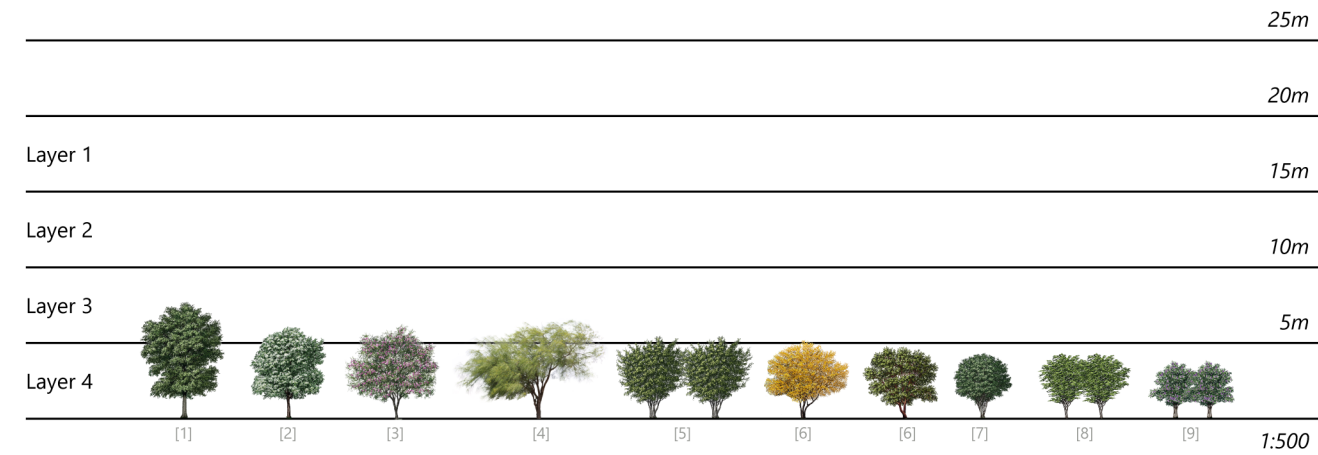 25m
20m
Layer 1
15m
Layer 2
10m
Layer 3
5m
Layer 4
[1] [2] [3] [4] [5] [6] [6] [7] [8] [9]
1:500